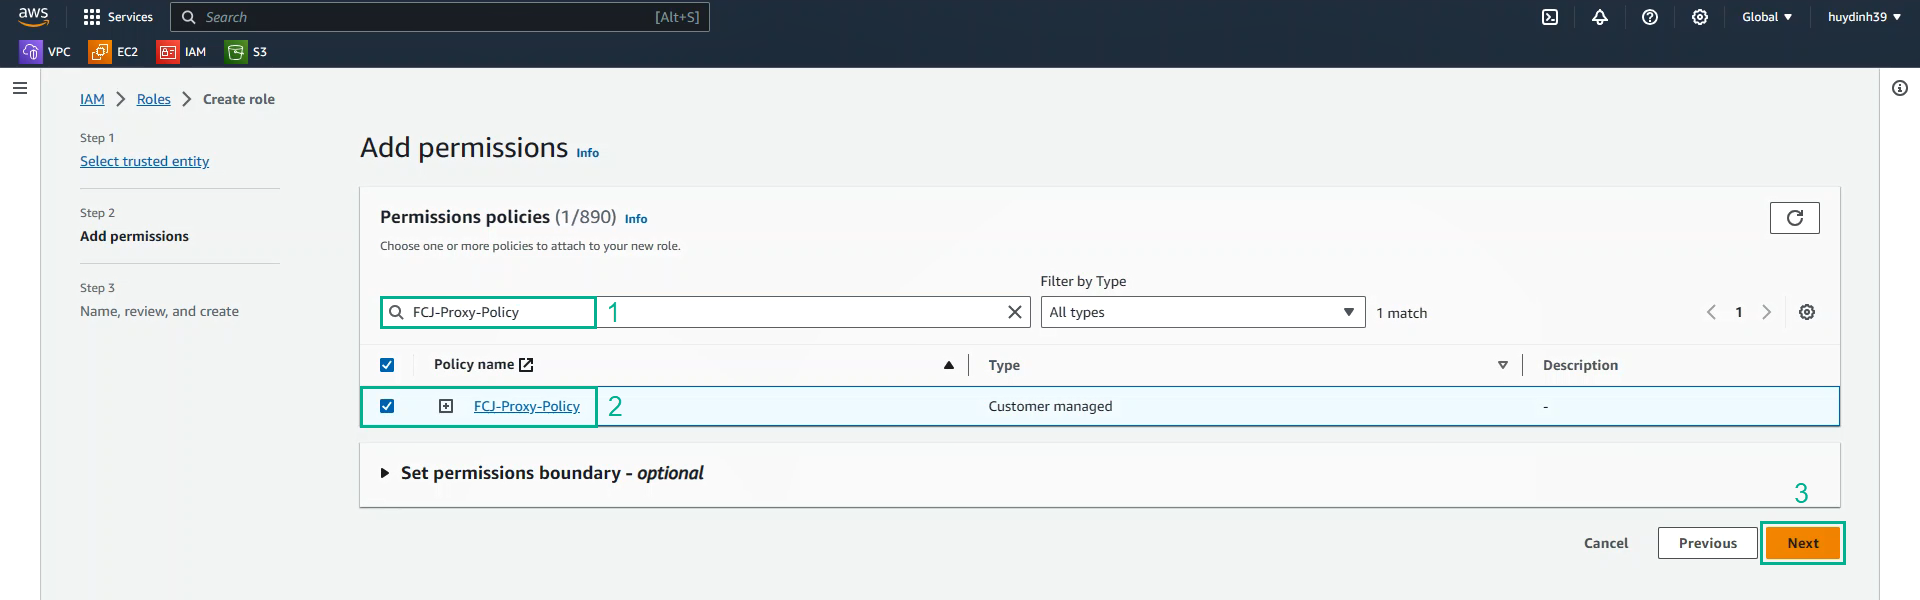 aws Services Search [Alt+S] Global huydinh39
VPC EC2 IAM S3
IAM Roles Create role
Step 1
Select trusted entity
Step 2
Add permissions
Step 3
Name, review, and create
Add permissions Info
Permissions policies (1/890) Info
Choose one or more policies to attach to your new role.
Filter by Type
FCJ-Proxy-Policy 1 All types 1 match 1
Policy name Type Description
FCJ-Proxy-Policy 2 Customer managed -
Set permissions boundary - optional
3
Cancel Previous Next